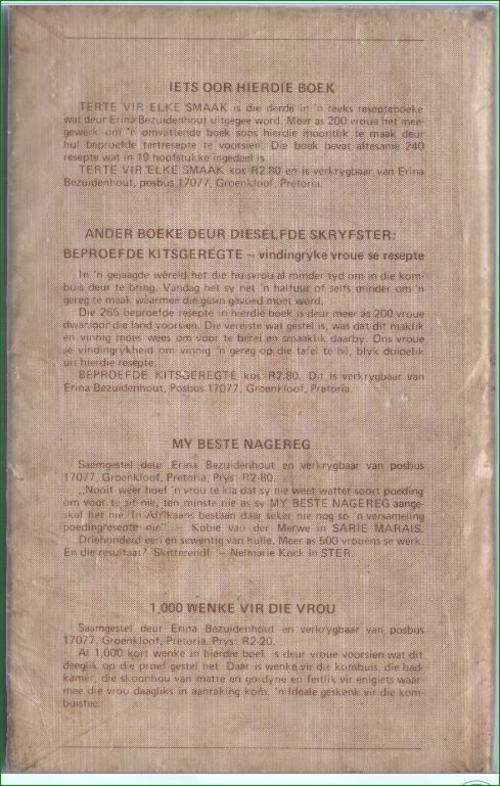 IETS OOR HIERDIE BOEK
TERTE VIR ELKE SMAAK is die derde in 'n reeks resepteboeke
wat deur Erina Bezuidenhout uitgegee word. Meer as 200 vroue het mee-
gewerk om 'n omvattende boek soos hierdie moontlik te maak deur
hul beproefde tertresepte te voorsien. Die boek bevat altesame 240
resepte wat in 19 hoofstukke ingedeel is.
TERTE VIR ELKE SMAAK kos R2.80 en is verkrygbaar van Erina
Bezuidenhout, posbus 17077, Groenkloof, Pretoria.
ANDER BOEKE DEUR DIESELFDE SKRYFSTER:
BEPROEFDE KITSGEREGTE – vindingryke vroue se resepte
In 'n gejaagde wêreld het die huisvrou al minder tyd om in die kom-
buis deur te bring. Vandag het sy net 'n halfuur of selfs minder om 'n
gereg te maak waarmee die gesin gevoed moet word.
Die 265 beproefde resepte in hierdie boek is deur meer as 200 vroue
dwarsoor die land voorsien. Die vereiste wat gestel is, was dat dit maklik
en vinnig moes wees om voor te berei en smaaklik daarby. Ons vroue
se vindingrykheid om vinnig 'n gereg op die tafel te hê, blyk duidelik
uit hierdie resepte.
BEPROEFDE KITSGEREGTE kos R2.80. Dit is verkrygbaar van
Erina Bezuidenhout, Posbus 17077, Groenkloof, Pretoria.
MY BESTE NAGEREG
Saamgestel deur Erina Bezuidenhout en verkrygbaar van posbus
17077, Groenkloof, Pretoria. Prys: R2-80.
„Nooit weer hoef 'n vrou te kla dat sy nie weet watter soort poeding
om voor te sit nie, ten minste nie as sy MY BESTE NAGEREG aange-
skaf het nie. In Afrikaans bestaan daar seker nie nog so 'n versameling
poedingresepte nie" — Kobie van der Merwe in SARIE MARAIS.
Driehonderd een en sewentig van hulle. Meer as 500 vrouens se werk.
En die resultaat? Skitterend! – Nelmarie Kock in STER.
1,000 WENKE VIR DIE VROU
Saamgestel deur Erina Bezuidenhout en verkrygbaar van posbus
17077, Groenkloof, Pretoria. Prys: R2-20.
Al 1,000 kort wenke in hierdie boek is deur vroue voorsien wat dit
deeglik op die proef gestel het. Daar is wenke vir die kombuis, die bad-
kamer, die skoonhou van matte en gordyne en feitlik vir enigiets waar-
mee die vrou daagliks in aanraking kom. 'n Ideale geskenk vir die kom-
buistee.